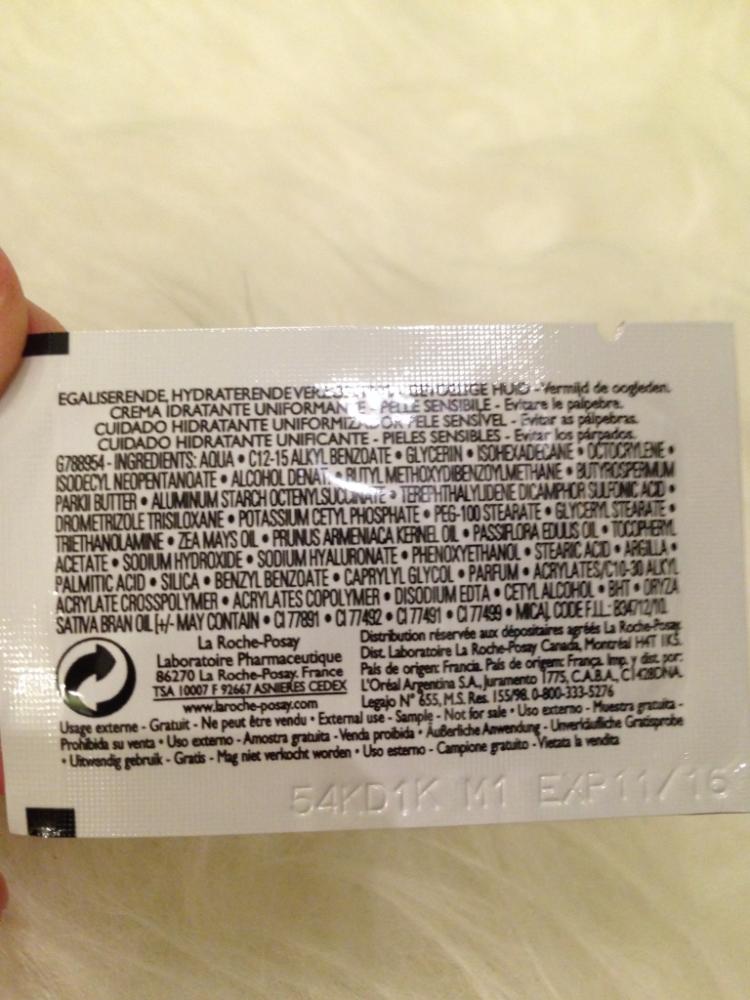 EGALISERENDE, HYDRATERENDE HUID - Vermijd de oogleden.
CREMA IDRATANTE UNIFORMANTE - PELLE SENSIBILE - Evitare le palpebre.
CUIDADO HIDRATANTE UNIFORMIZADOR PELE SENSÍVEL - Evitar as pálpebras.
CUIDADO HIDRATANTE UNIFICANTE - PIELES SENSIBLES - Evitar los párpados.
G788954 - INGREDIENTS: AQUA • C12-15 ALKYL BENZOATE • GLYCERIN • ISOHEXADECANE • OCTOCRYLENE •
ISODECYL NEOPENTANOATE • ALCOHOL DENAT. • BUTYL METHOXYDIBENZOYLMETHANE • BUTYROSPERMUM
PARKII BUTTER • ALUMINUM STARCH OCTENYLSUCCINATE • TEREPHTHALYLIDENE DICAMPHOR SULFONIC ACID •
DROMETRIZOLE TRISILOXANE • POTASSIUM CETYL PHOSPHATE • PEG-100 STEARATE • GLYCERYL STEARATE •
TRIETHANOLAMINE • ZEA MAYS OIL • PRUNUS ARMENIACA KERNEL OIL • PASSIFLORA EDULIS OIL • TOCOPHERYL
ACETATE • SODIUM HYDROXIDE • SODIUM HYALURONATE • PHENOXYETHANOL • STEARIC ACID • ARGILLA •
PALMITIC ACID • SILICA • BENZYL BENZOATE • CAPRYLYL GLYCOL • PARFUM • ACRYLATES/C10-30 ALKYL
ACRYLATE CROSSPOLYMER • ACRYLATES COPOLYMER • DISODIUM EDTA • CETYL ALCOHOL • BHT • ORYZA
SATIVA BRAN OIL [+/- MAY CONTAIN • CI 77891 • CI 77492 • CI 77491 • CI 77499 • MICA]. CODE F.I.L.: B34712/10.
La Roche-Posay
Laboratoire Pharmaceutique
86270 La Roche-Posay. France
TSA 10007 F 92667 ASNIERES CEDEX
www.laroche-posay.com
Distribution réservée aux dépositaires agréés La Roche-Posay.
Dist. Laboratoire La Roche-Posay Canada, Montréal H4T 1K5.
País de origen: Francia. País de origem: França. Imp. y dist. por:
L'Oréal Argentina S.A., Juramento 1775, C.A.B.A., C1428DNA.
Legajo N° 655, M.S. Res. 155/98. 0-800-333-5276
Usage externe - Gratuit - Ne peut être vendu • External use - Sample - Not for sale • Uso externo - Muestra gratuita -
Prohibida su venta • Uso externo - Amostra gratuita - Venda proibida • Äußerliche Anwendung - Unverkäufliche Gratisprobe
• Uitwendig gebruik - Gratis - Mag niet verkocht worden • Uso esterno - Campione gratuito - Vietata la vendita
54KD1K M1 EXP 11/16